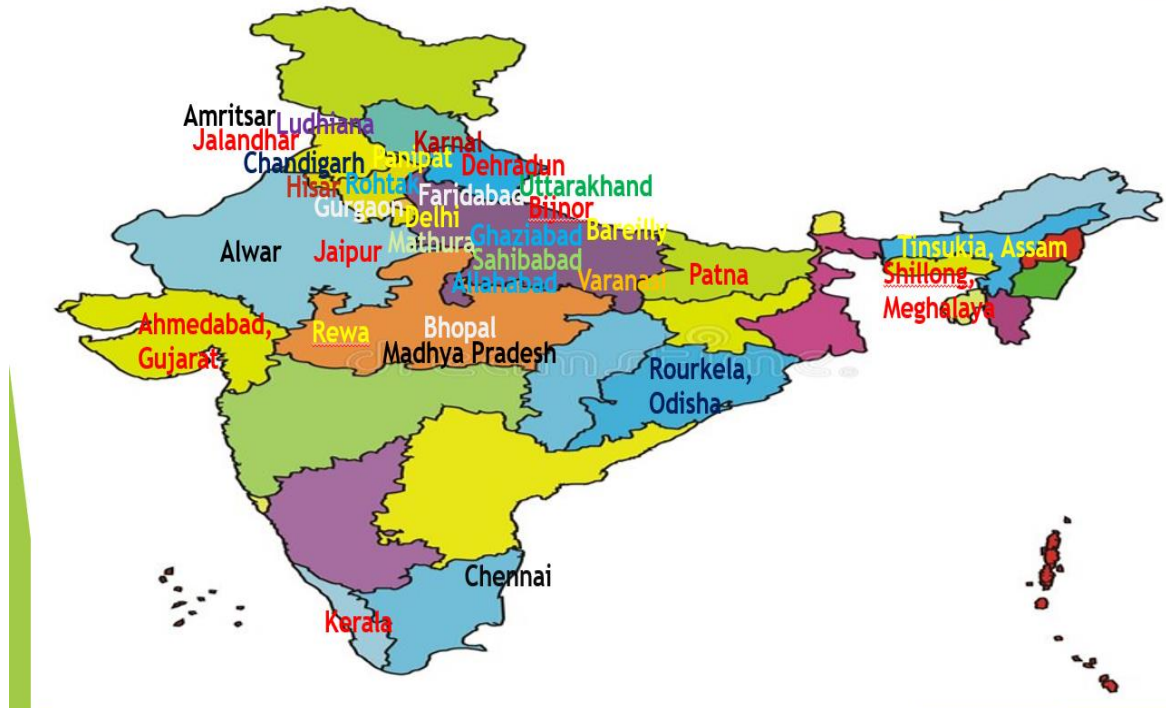 Amritsar
Ludhiana
Jalandhar
Karnal
Chandigarh
Panipat
Dehradun
Hisar
Rohtak
Faridabad
Uttarakhand
Gurgaon
Delhi
Bijnor
Mathura
Ghaziabad
Bareilly
Alwar
Jaipur
Sahibabad
Tinsukia, Assam
Allahabad
Varanasi
Patna
Shillong,
Meghalaya
Ahmedabad,
Gujarat
Rewa
Bhopal
Madhya Pradesh
Rourkela,
Odisha
Chennai
Kerala